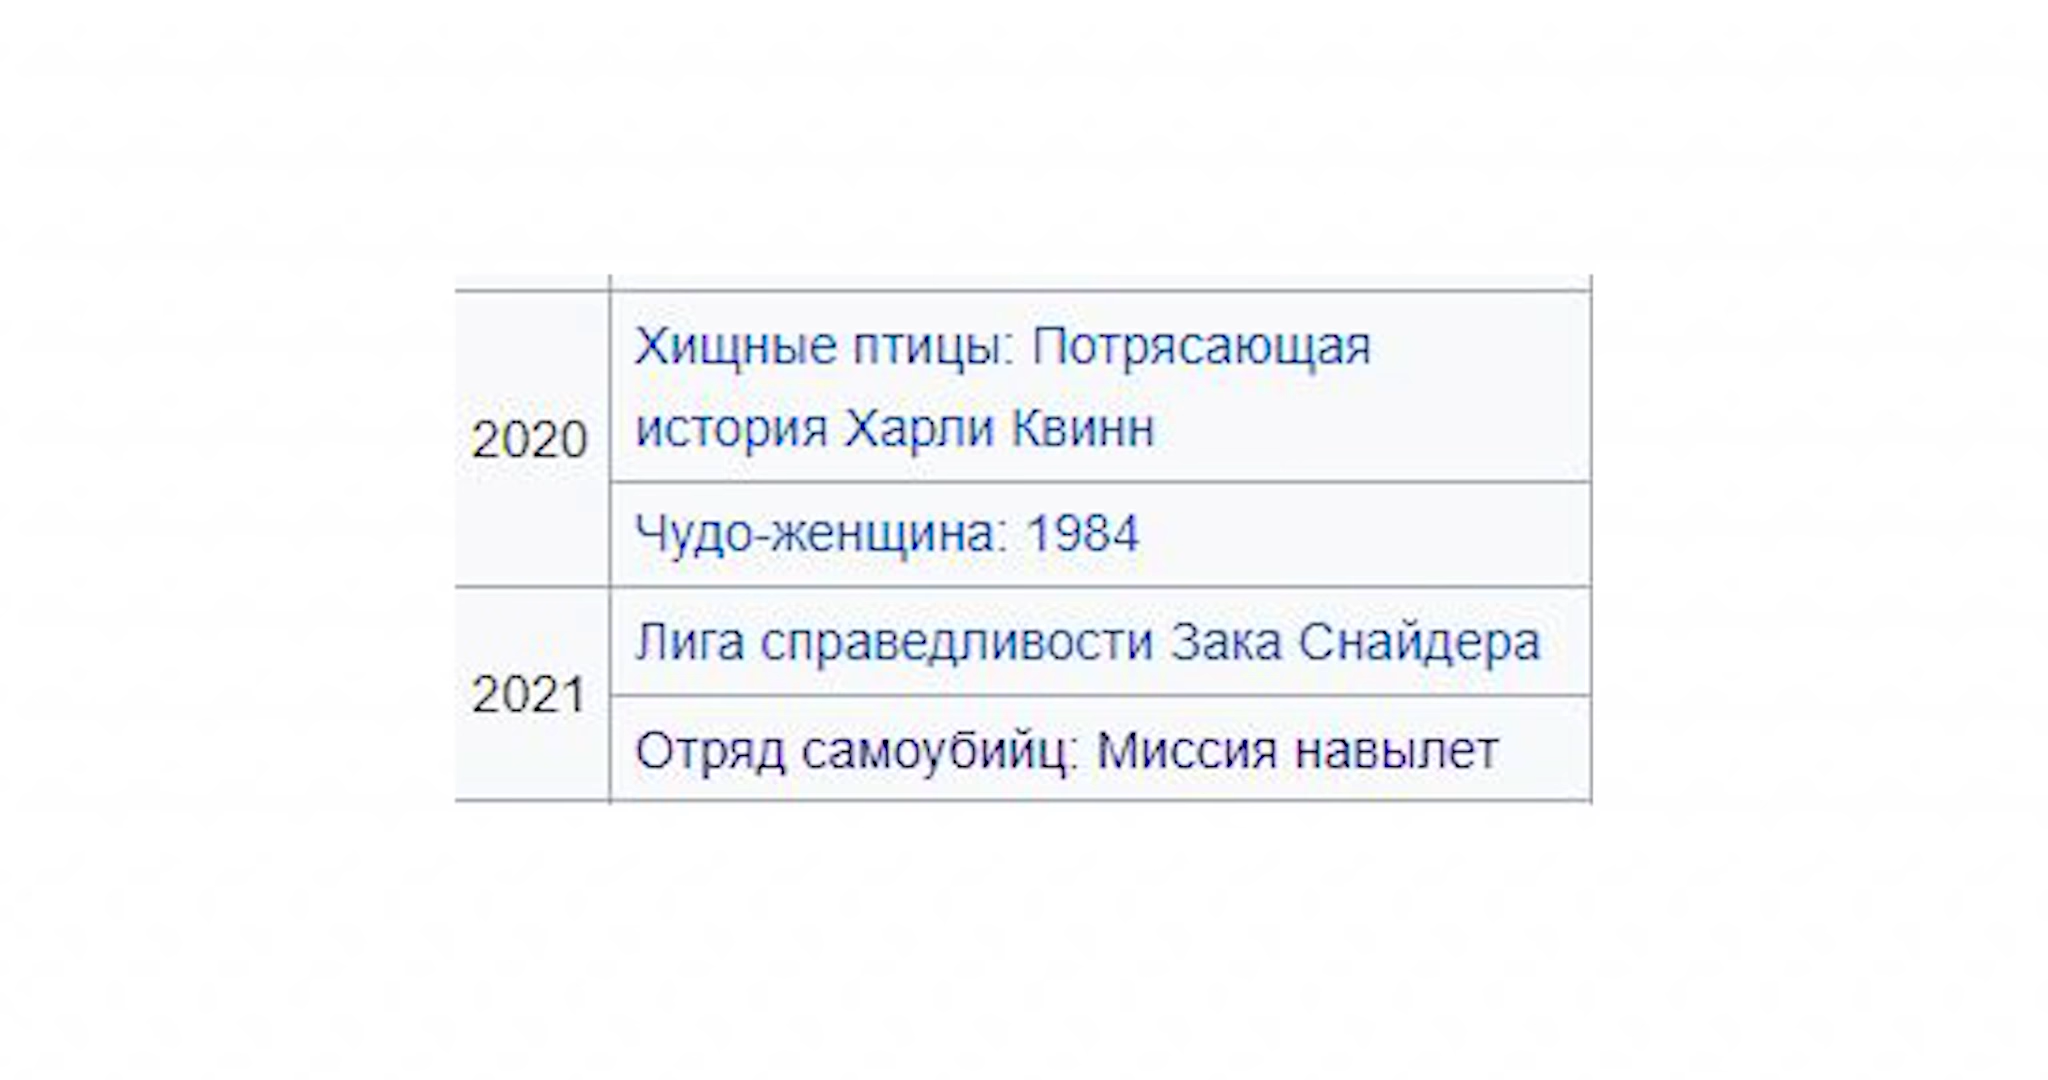 2020
Хищные птицы: Потрясающая
история Харли Квинн
Чудо-женщина: 1984
2021
Лига справедливости Зака Снайдера
Отряд самоубийц: Миссия навылет